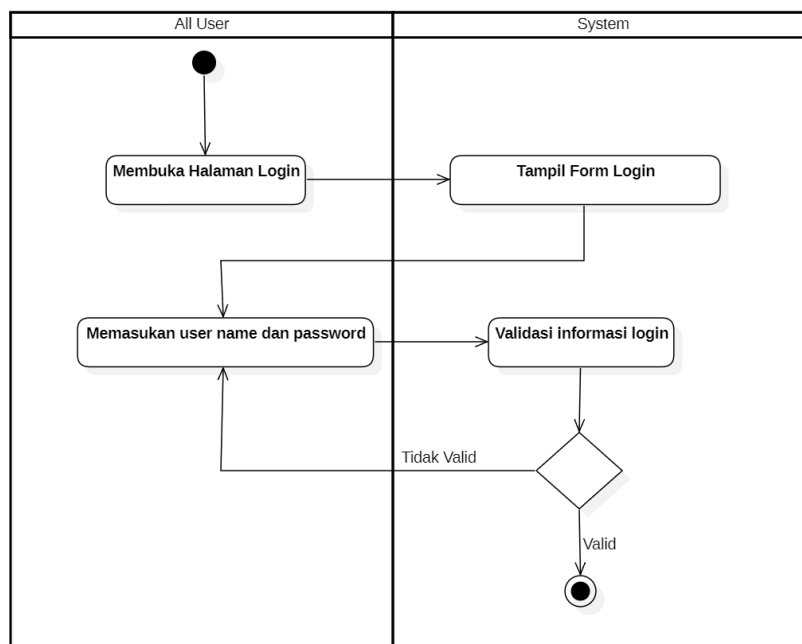 All User
System
Membuka Halaman Login
Tampil Form Login
Memasukan user name dan password
Validasi informasi login
Tidak Valid
Valid